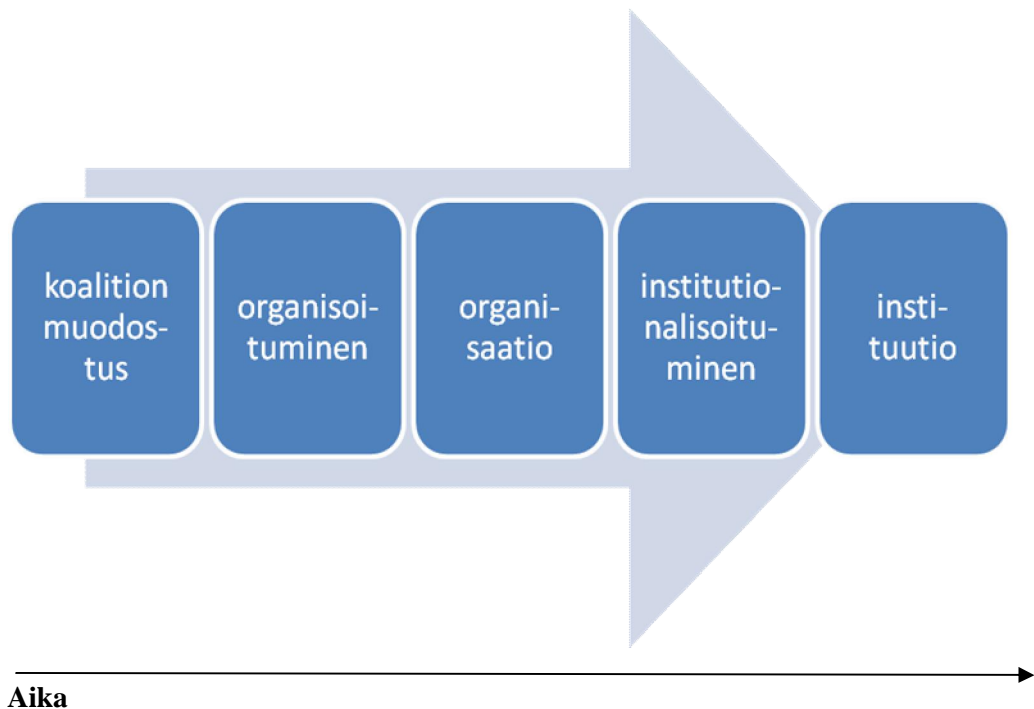 koalition
muodos-
tus
organisoi-
tuminen
organi-
saatio
institutio-
nalisoitu-
minen
insti-
tuutio
Aika